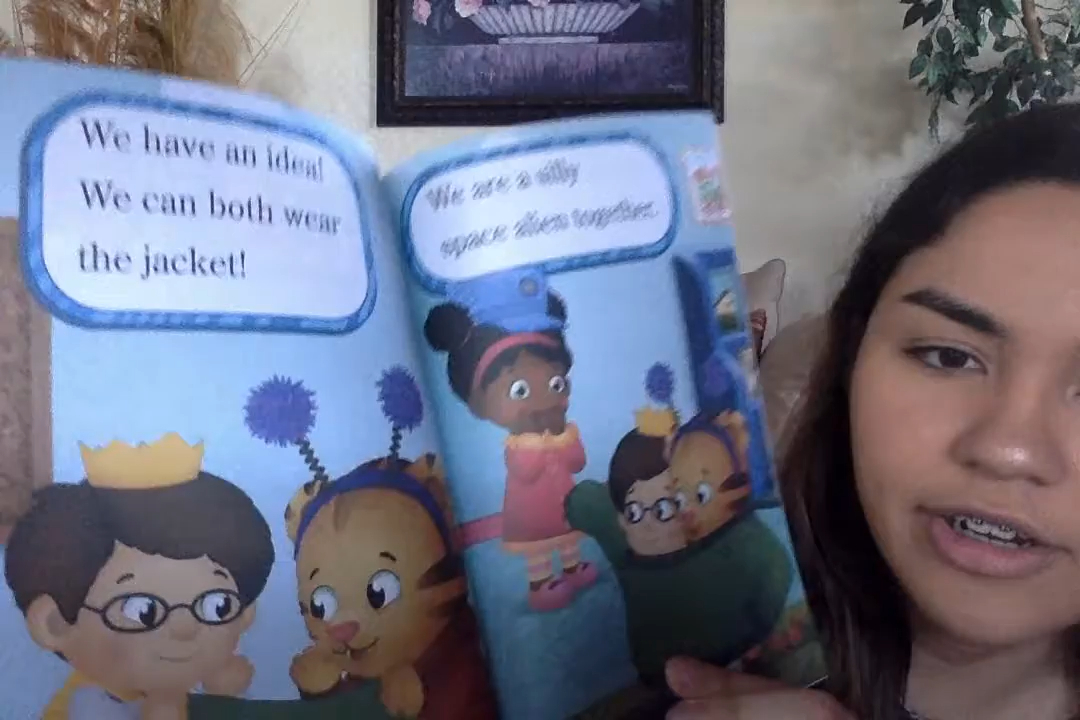 We have an idea!
We can both wear
the jacket!
We are a silly
space alien together.